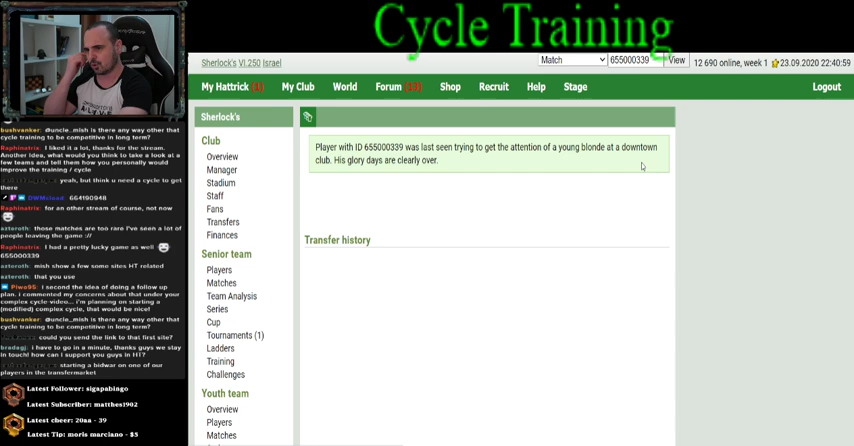 Cycle Training
Sherlock's VI.250 Israel
Match
655000339
View
12 690 online, week 1
23.09.2020 22:40:59
My Hattrick (1)
My Club
World
Forum (33)
Shop
Recruit
Help
Stage
Logout
Sherlock's
Club
Overview
Manager
Stadium
Staff
Fans
Transfers
Finances
Senior team
Players
Matches
Team Analysis
Series
Cup
Tournaments (1)
Ladders
Training
Challenges
Youth team
Overview
Players
Matches
Player with ID 655000339 was last seen trying to get the attention of a young blonde at a downtown
club. His glory days are clearly over.
Transfer history
bushvanker: @uncle_mish is there any way other that
cycle training to be competitive in long term?
Raphinatrix: I liked it a lot, thanks for the stream.
Another idea, what would you think to take a look at a
few teams and tell them how you personally would
improve the training / cycle
yeah, but think u need a cycle to get
there
DWMcloud: 664190948
Raphinatrix: for an other stream of course, not now
azteroth: those matches are too rare I've seen a lot of
people leaving the game ://
Raphinatrix: I had a pretty lucky game as well
655000339
azteroth: mish show a few some sites HT related
azteroth: that you use
Piwo95: i second the idea of doing a follow up
plan. i commented my concerns about that under your
complex cycle video... i'm planning on starting a
(modified) complex cycle, that would be nice!
bushvanker: @uncle_mish is there any way other that
cycle training to be competitive in long term?
could you send the link to that first site?
bradagj: i have to go in a minute, thanks guys we stay
in touch! how can i support you guys in HT?
starting a bidwar on one of our
players in the transfermarket
Latest Follower: sigapabingo
Latest Subscriber: matthes1902
Latest cheer: 20aa - 39
Latest Tip: moris marciano - $5